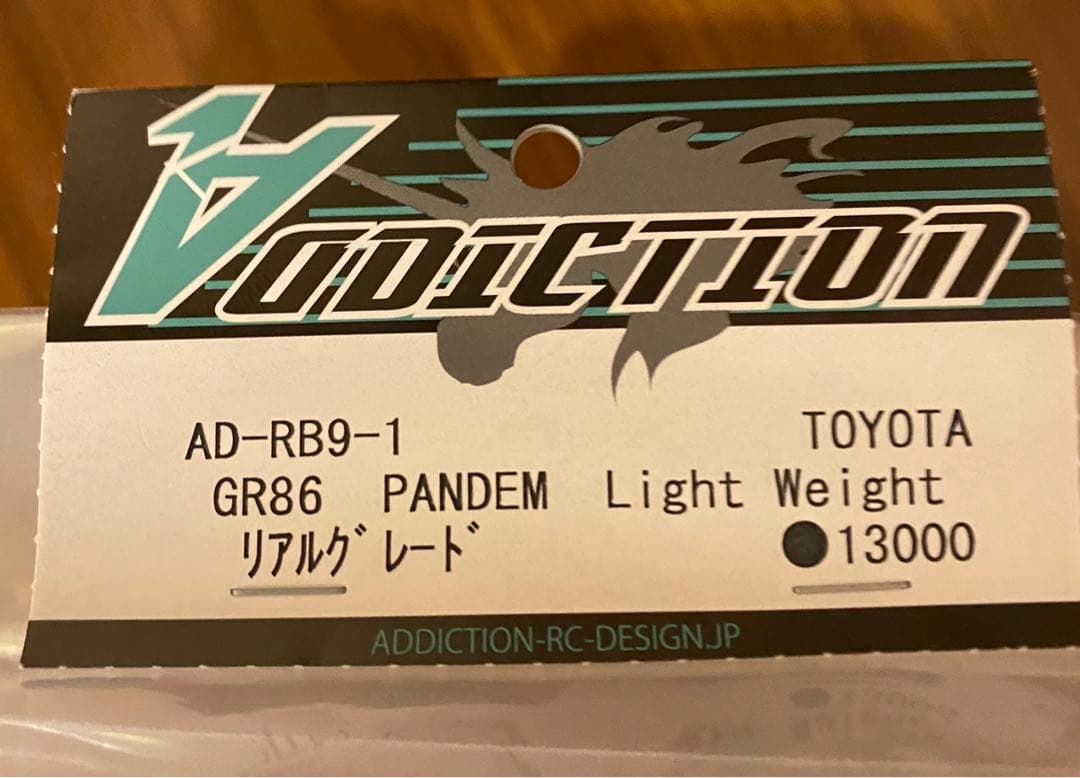 ADDICTION
AD-RB9-1 TOYOTA
GR86 PANDEM Light Weight
ﾘｱﾙｸﾞﾚｰﾄﾞ ●13000
ADDICTION-RC-DESIGN.JP